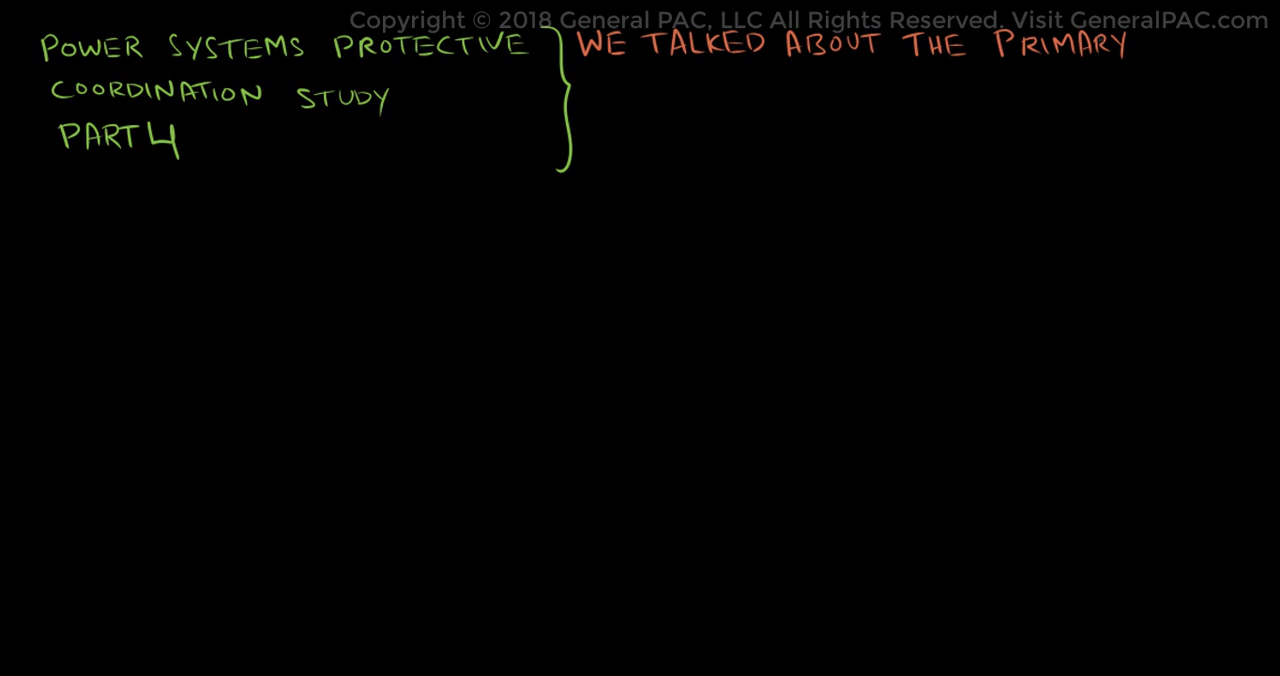 Copyright © 2018 General PAC, LLC All Rights Reserved. Visit GeneralPAC.com
POWER SYSTEMS PROTECTIVE
COORDINATION STUDY
PART 4
WE TALKED ABOUT THE PRIMARY